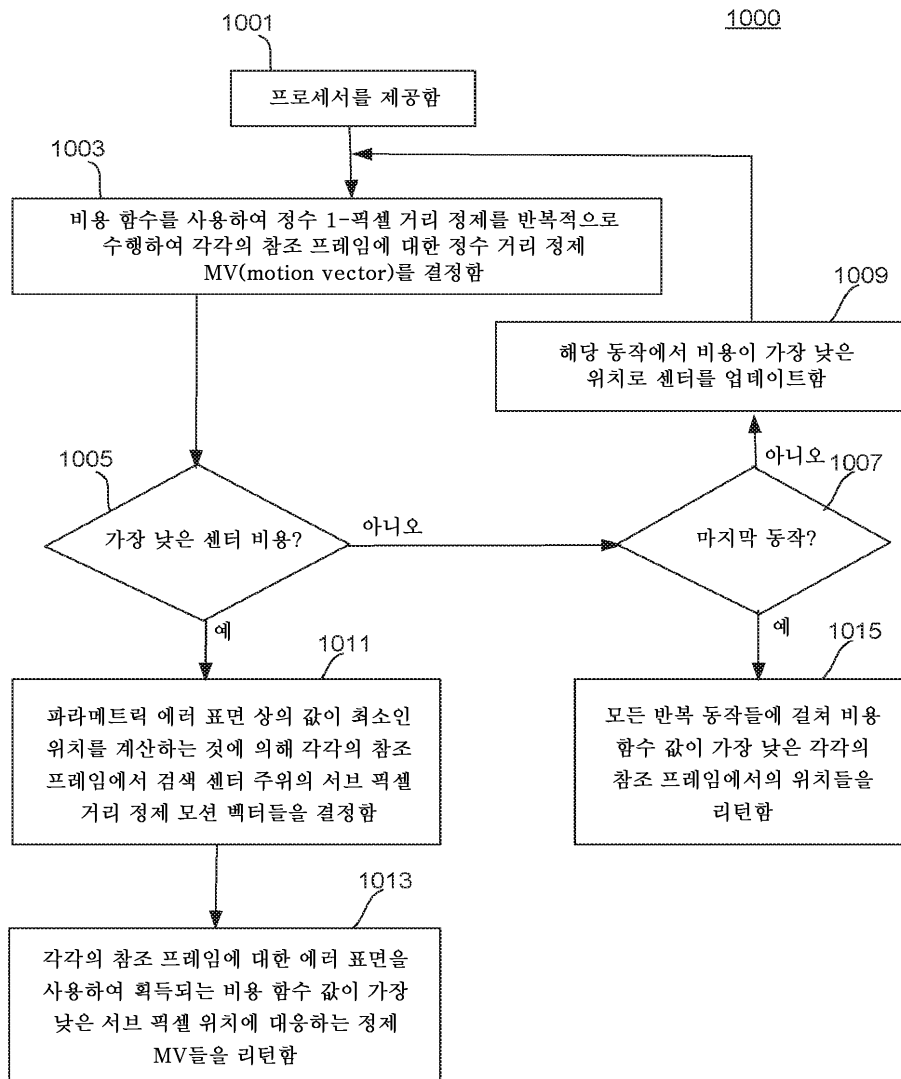 1000
1001
프로세서를 제공함
1003
비용 함수를 사용하여 정수 1-픽셀 거리 정제를 반복적으로
수행하여 각각의 참조 프레임에 대한 정수 거리 정제
MV(motion vector)를 결정함
1009
해당 동작에서 비용이 가장 낮은
위치로 센터를 업테이트함
1005
가장 낮은 센터 비용?
아니오
아니오
1007
마지막 동작?
예
예
1011
파라메트릭 에러 표면 상의 값이 최소인
위치를 계산하는 것에 의해 각각의 참조
프레임에서 검색 센터 주위의 서브 픽셀
거리 정제 모션 벡터들을 결정함
1015
모든 반복 동작들에 걸쳐 비용
함수 값이 가장 낮은 각각의
참조 프레임에서의 위치들을
리턴함
1013
각각의 참조 프레임에 대한 에러 표면을
사용하여 획득되는 비용 함수 값이 가장
낮은 서브 픽셀 위치에 대응하는 정제
MV들을 리턴함